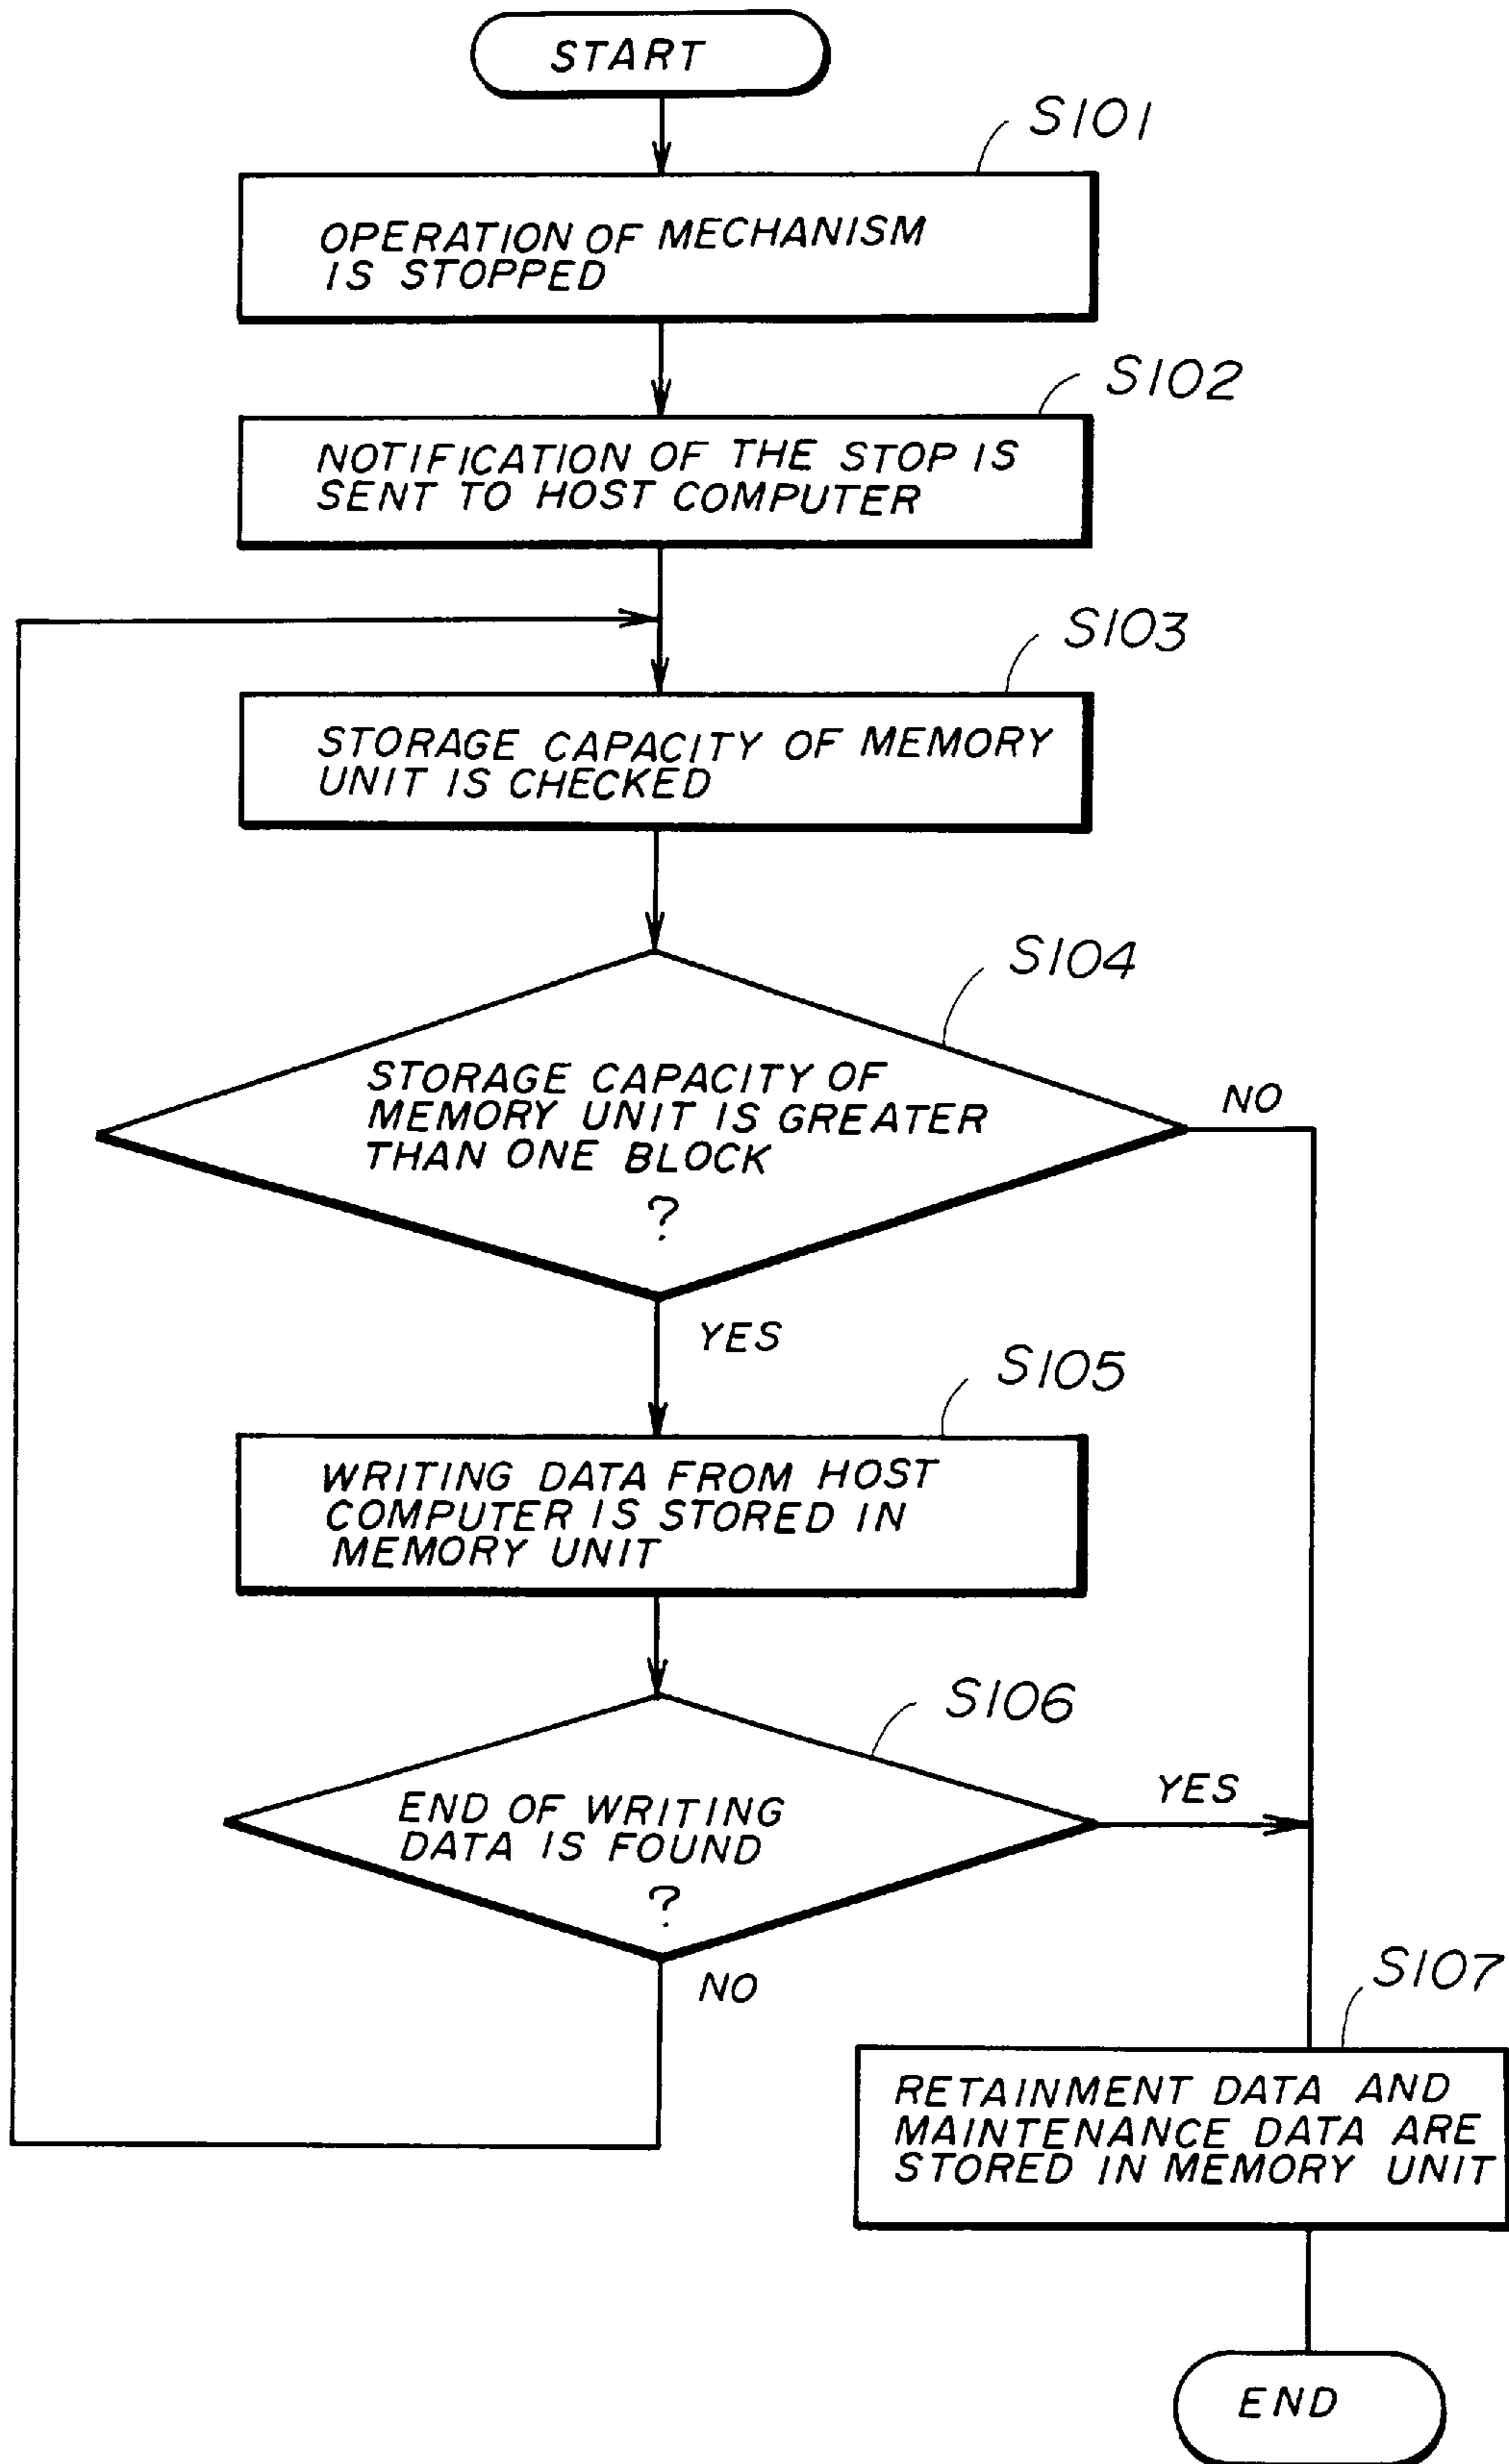 START
S101
OPERATION OF MECHANISM
IS STOPPED
S102
NOTIFICATION OF THE STOP IS
SENT TO HOST COMPUTER
S103
STORAGE CAPACITY OF MEMORY
UNIT IS CHECKED
S104
STORAGE CAPACITY OF
MEMORY UNIT IS GREATER
THAN ONE BLOCK
?
NO
YES
S105
WRITING DATA FROM HOST
COMPUTER IS STORED IN
MEMORY UNIT
S106
END OF WRITING
DATA IS FOUND
?
YES
NO
S107
RETAINMENT DATA AND
MAINTENANCE DATA ARE
STORED IN MEMORY UNIT
END